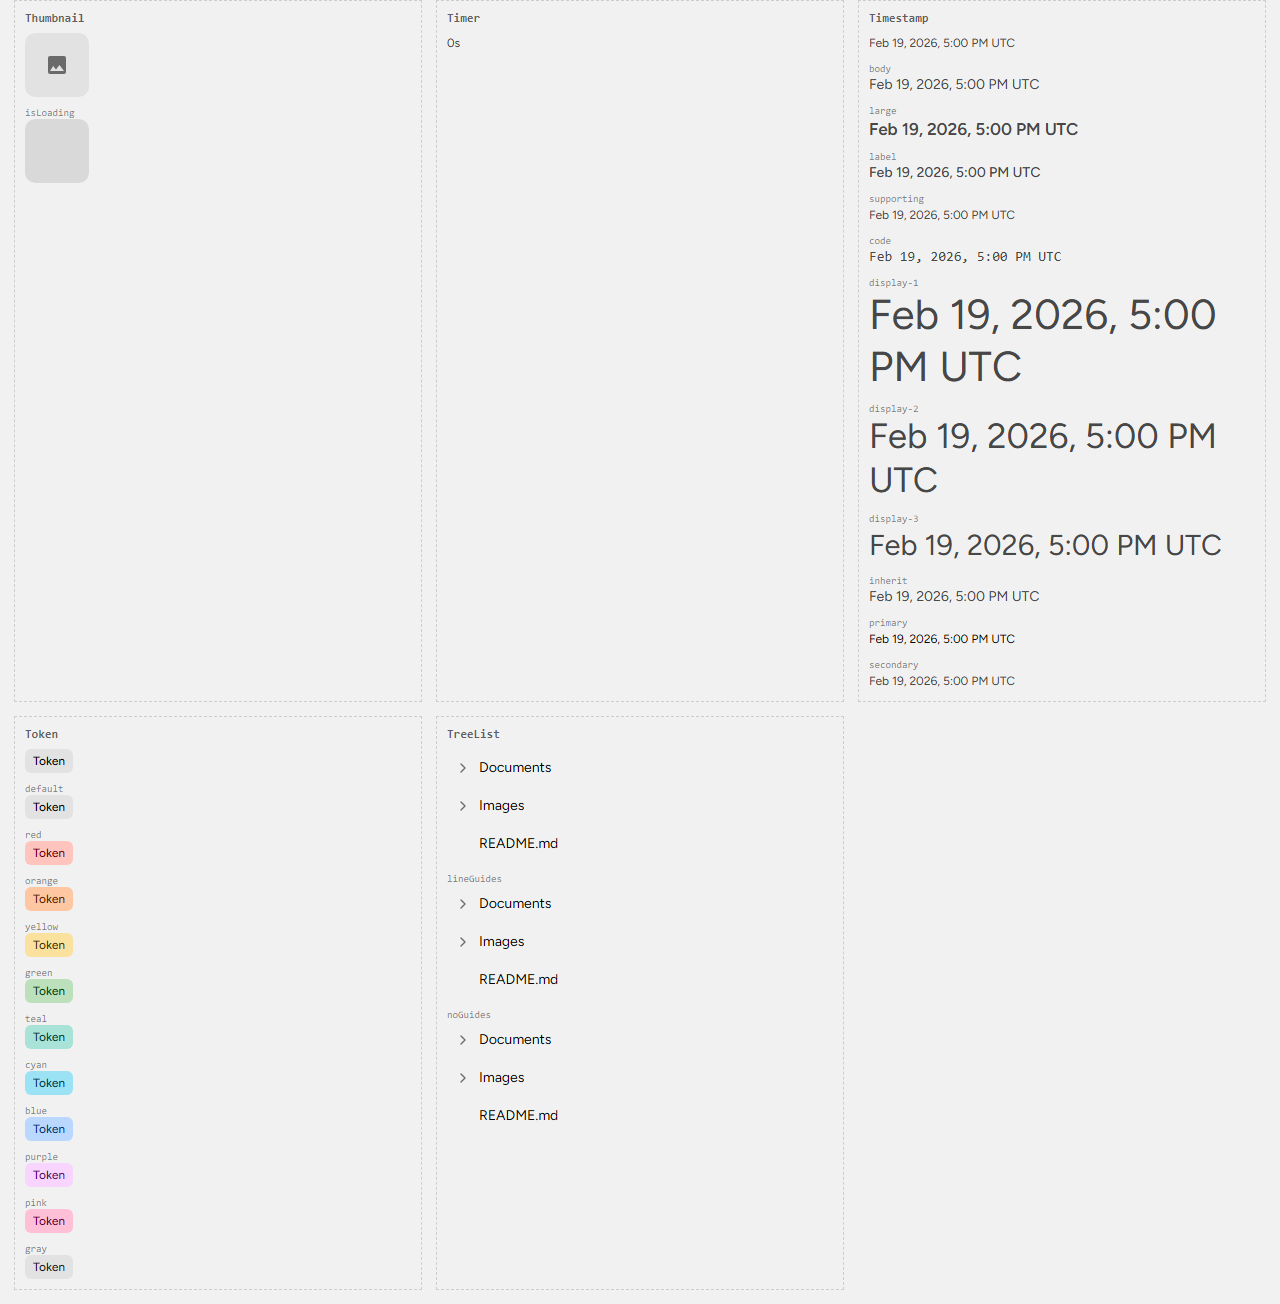 Thumbnail
isLoading
Timer
0s
Timestamp
Feb 19, 2026, 5:00 PM UTC
body
Feb 19, 2026, 5:00 PM UTC
large
Feb 19, 2026, 5:00 PM UTC
label
Feb 19, 2026, 5:00 PM UTC
supporting
Feb 19, 2026, 5:00 PM UTC
code
Feb 19, 2026, 5:00 PM UTC
display-1
Feb 19, 2026, 5:00
PM UTC
display-2
Feb 19, 2026, 5:00 PM
UTC
display-3
Feb 19, 2026, 5:00 PM UTC
inherit
Feb 19, 2026, 5:00 PM UTC
primary
Feb 19, 2026, 5:00 PM UTC
secondary
Feb 19, 2026, 5:00 PM UTC
Token
Token
default
Token
red
Token
orange
Token
yellow
Token
green
Token
teal
Token
cyan
Token
blue
Token
purple
Token
pink
Token
gray
Token
TreeList
Documents
Images
README.md
lineGuides
Documents
Images
README.md
noGuides
Documents
Images
README.md